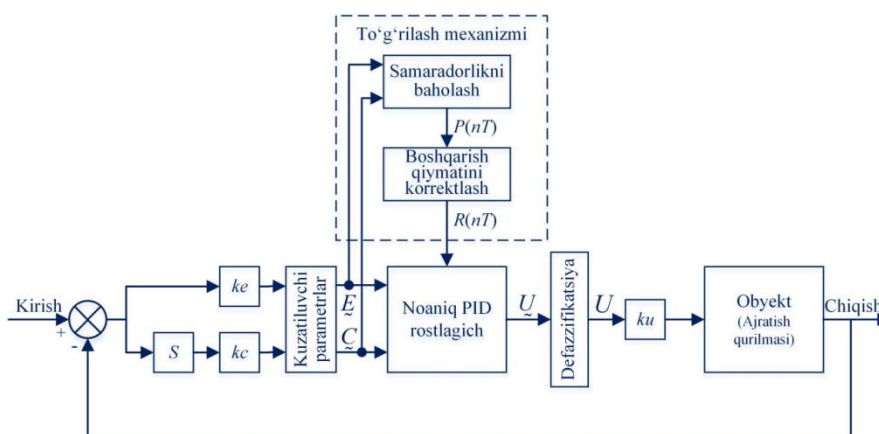 To‘g‘rilash mexanizmi
Samaradorlikni
baholash
P(nT)
Boshqarish
qiymatini
korrektlash
R(nT)
Kirish
+
-
ke
S
kc
Kuzatiluvchi
parametrlar
E
~
C
~
Noaniq PID
rostlagich
U
~
Defazzifikatsiya
U
ku
Obyekt
(Ajratish
qurilmasi)
Chiqish